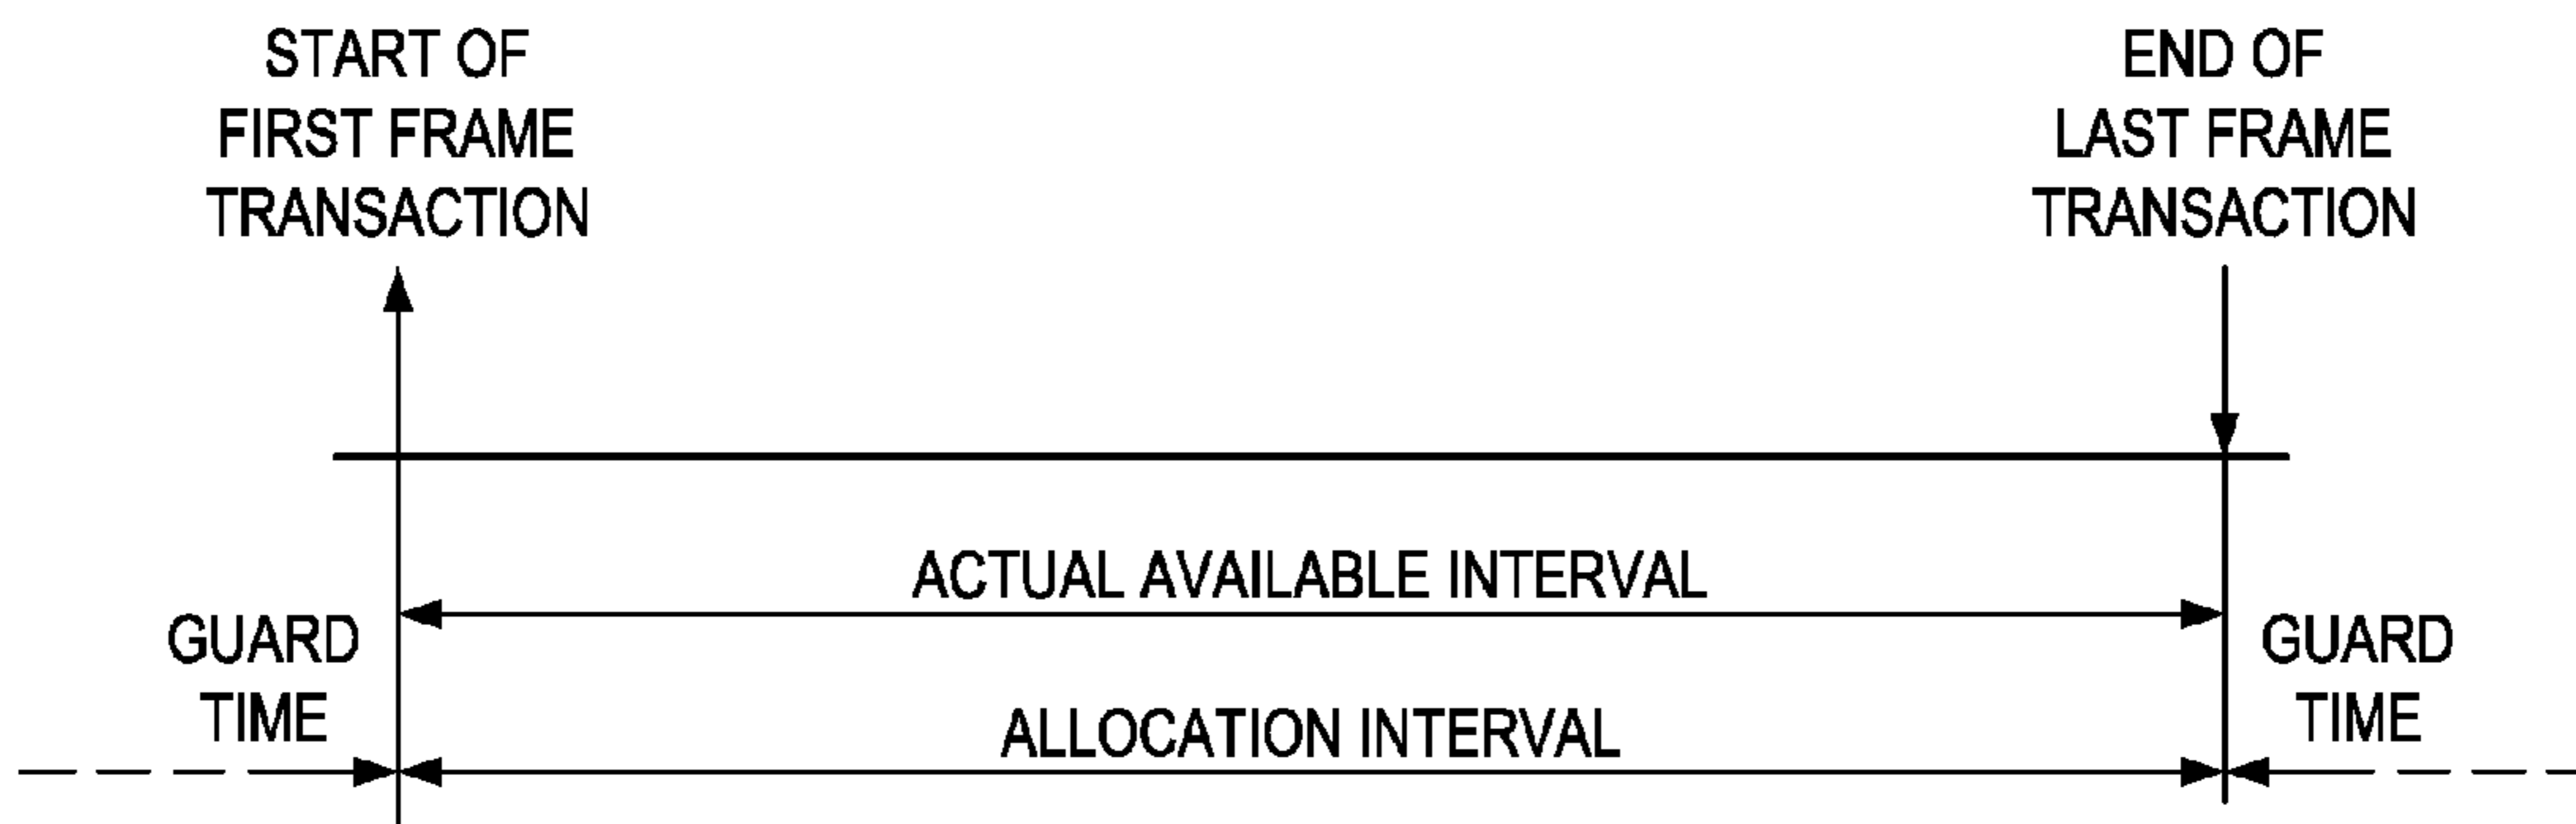 START OF
FIRST FRAME
TRANSACTION
END OF
LAST FRAME
TRANSACTION
ACTUAL AVAILABLE INTERVAL
GUARD
TIME
GUARD
TIME
ALLOCATION INTERVAL